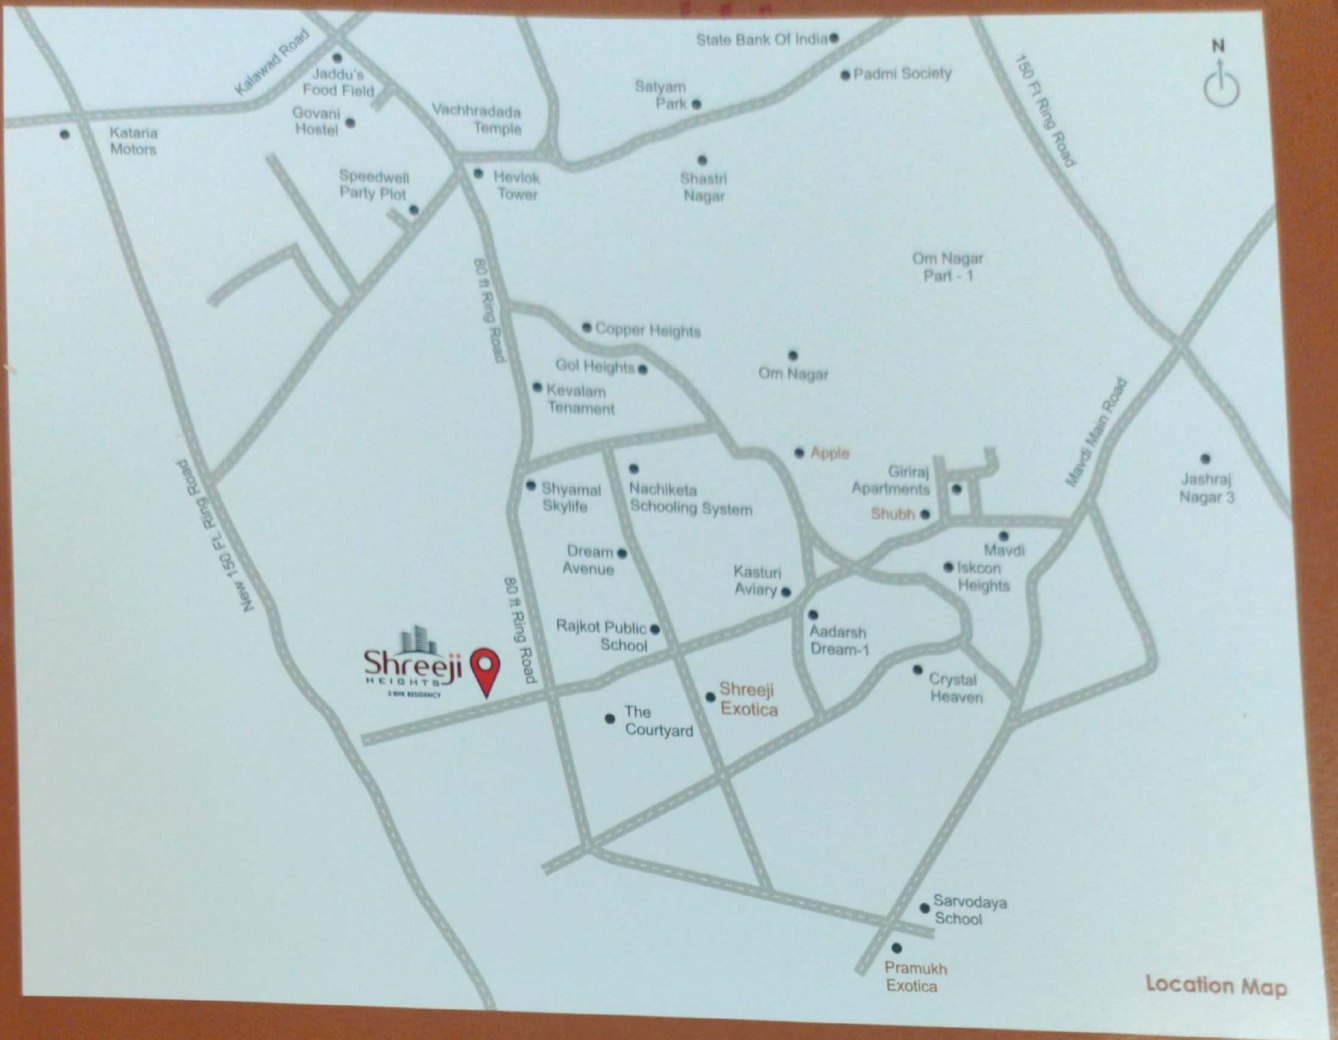 State Bank Of India
N
Kalawad Road
Jaddu's
Food Field
Padmi Society
150 Ft Ring Road
Satyam
Park
Govani
Hostel
Vachhradada
Temple
Kataria
Motors
Speedwell
Party Plot
Hevlok
Tower
Shastri
Nagar
Om Nagar
Part - 1
80 ft Ring Road
Copper Heights
Gol Heights
Om Nagar
Kevalam
Tenament
Mavdi Main Road
Apple
Giriraj
Apartments
Shubh
Jashraj
Nagar 3
New 150 Ft. Ring Road
Shyamal
Skylife
Nachiketa
Schooling System
Dream
Avenue
Mavdi
Kasturi
Aviary
Iskcon
Heights
80 ft Ring Road
Rajkot Public
School
Aadarsh
Dream-1
Shreeji
HEIGHTS
3 BHK RESIDENCY
Shreeji
Exotica
Crystal
Heaven
The
Courtyard
Sarvodaya
School
Pramukh
Exotica
Location Map